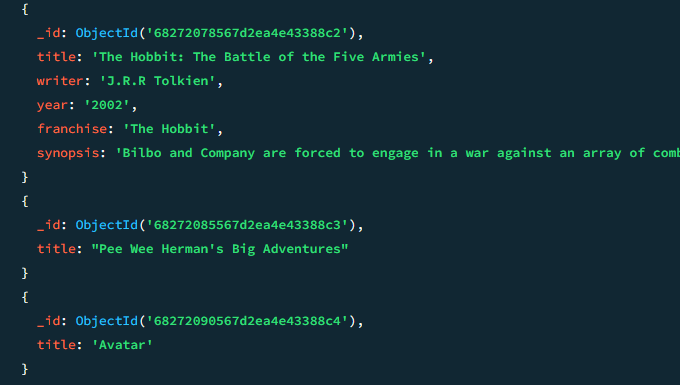 {
_id: ObjectId('68272078567d2ea4e43388c2'),
title: 'The Hobbit: The Battle of the Five Armies',
writer: 'J.R.R Tolkien',
year: '2002',
franchise: 'The Hobbit',
synopsis: 'Bilbo and Company are forced to engage in a war against an array of comb
}
{
_id: ObjectId('68272085567d2ea4e43388c3'),
title: "Pee Wee Herman's Big Adventures"
}
{
_id: ObjectId('68272090567d2ea4e43388c4'),
title: 'Avatar'
}